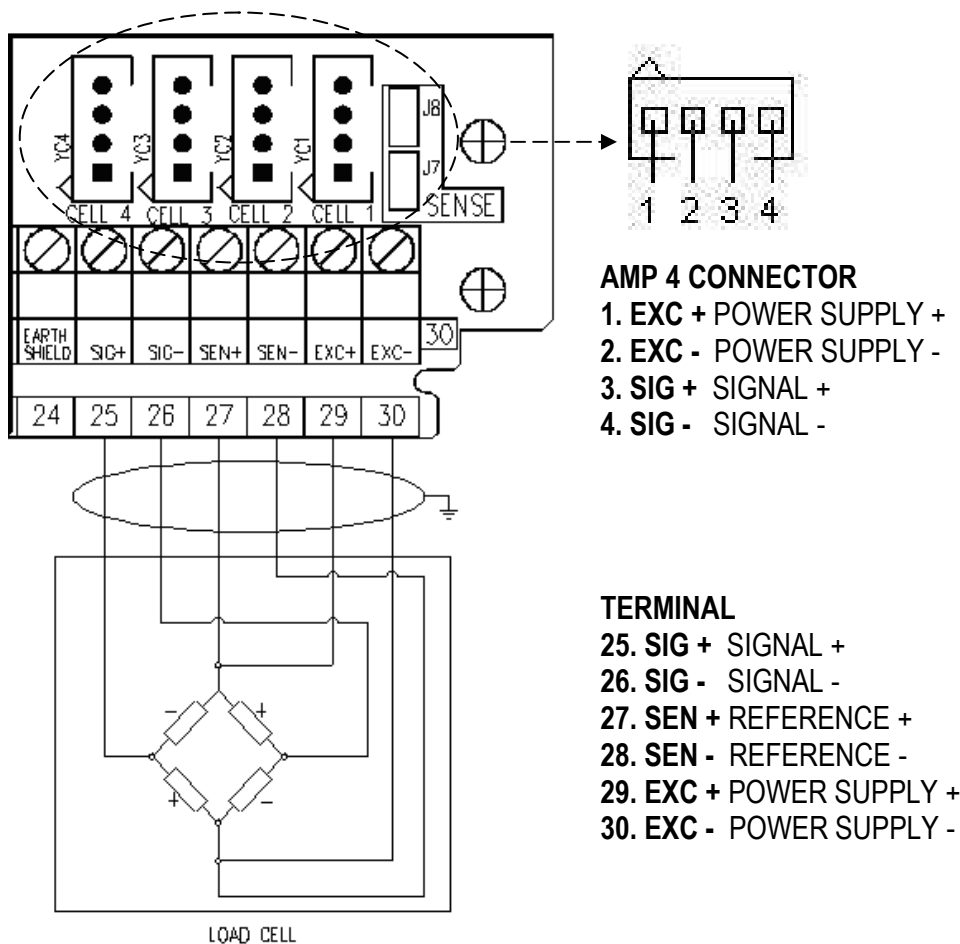 YC4 YC3 YC2 YC1
J8
J7
CELL 4 CELL 3 CELL 2 CELL 1 SENSE
EARTH SHIELD SIG+ SIG- SEN+ SEN- EXC+ EXC- 30
24 25 26 27 28 29 30
- +
+ -
LOAD CELL
1 2 3 4
AMP 4 CONNECTOR
1. EXC + POWER SUPPLY +
2. EXC - POWER SUPPLY -
3. SIG + SIGNAL +
4. SIG - SIGNAL -
TERMINAL
25. SIG + SIGNAL +
26. SIG - SIGNAL -
27. SEN + REFERENCE +
28. SEN - REFERENCE -
29. EXC + POWER SUPPLY +
30. EXC - POWER SUPPLY -